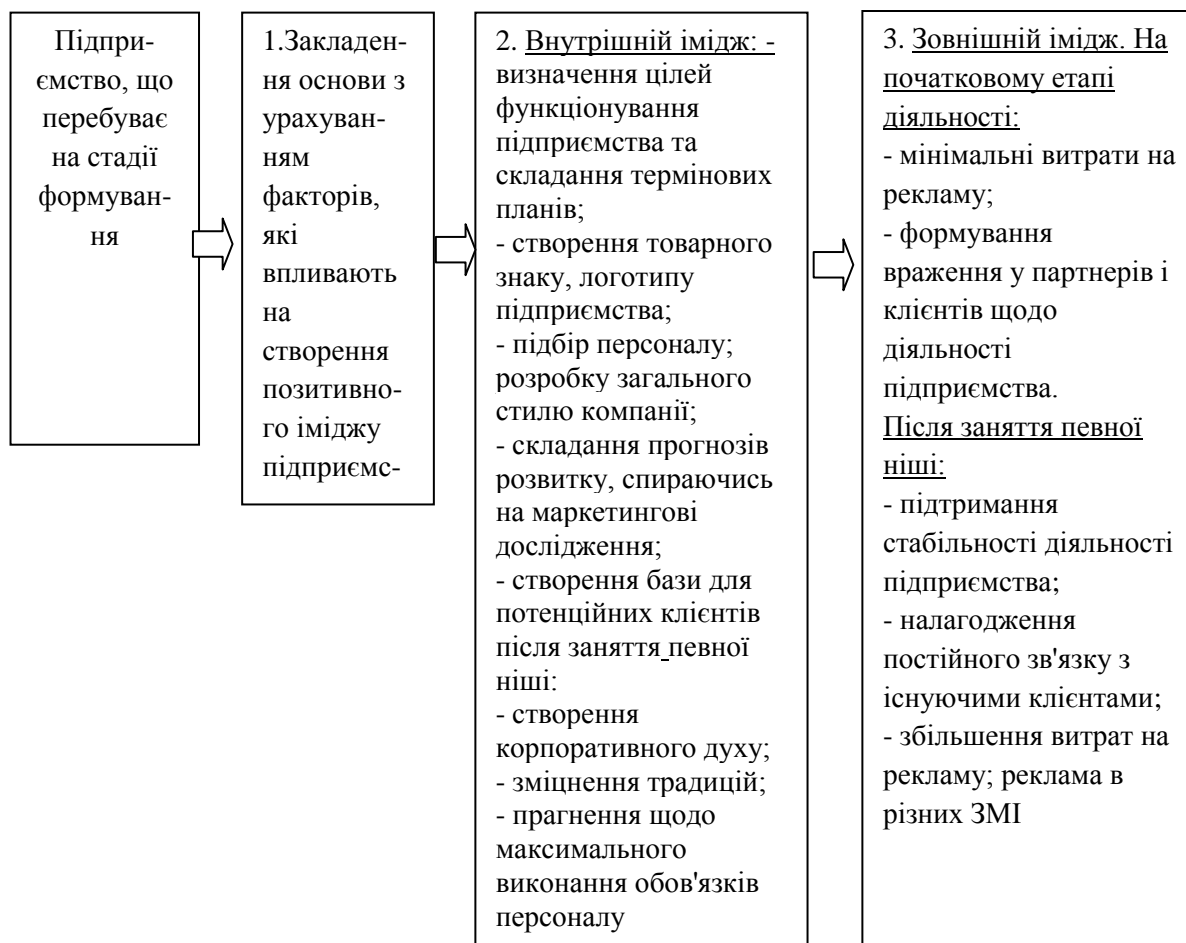 Підпри-
ємство, що
перебуває
на стадії
формуван-
ня
1.Закладен-
ня основи з
урахуван-
ням
факторів,
які
впливають
на
створення
позитивно-
го іміджу
підприємс-
2. Внутрішній імідж: -
визначення цілей
функціонування
підприємства та
складання термінових
планів;
- створення товарного
знаку, логотипу
підприємства;
- підбір персоналу;
розробку загального
стилю компанії;
- складання прогнозів
розвитку, спираючись
на маркетингові
дослідження;
- створення бази для
потенційних клієнтів
після заняття певної
ніші:
- створення
корпоративного духу;
- зміцнення традицій;
- прагнення щодо
максимального
виконання обов'язків
персоналу
3. Зовнішній імідж. На
початковому етапі
діяльності:
- мінімальні витрати на
рекламу;
- формування
враження у партнерів і
клієнтів щодо
діяльності
підприємства.
Після заняття певної
ніші:
- підтримання
стабільності діяльності
підприємства;
- налагодження
постійного зв'язку з
існуючими клієнтами;
- збільшення витрат на
рекламу; реклама в
різних ЗМІ